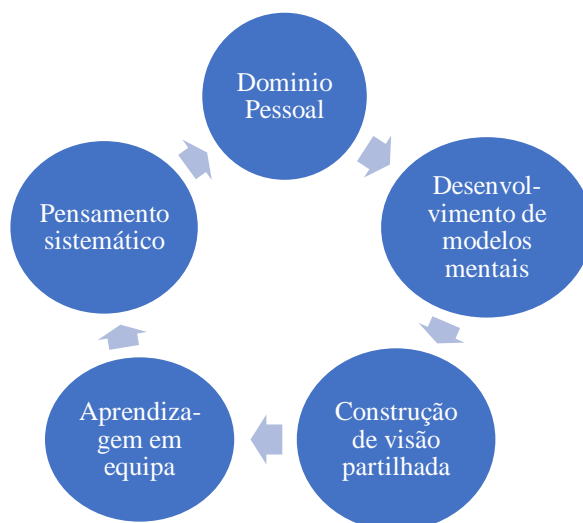 Dominio
Pessoal
Desenvol-
vimento de
modelos
mentais
Construção
de visão
partilhada
Aprendiza-
gem em
equipa
Pensamento
sistemático